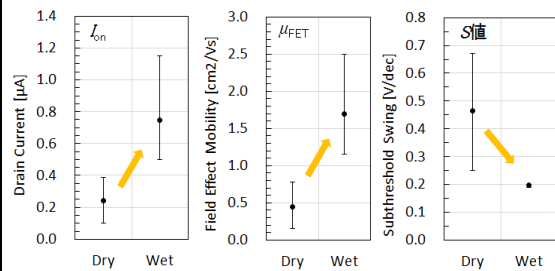 Drain Current [μA]
1.4
1.2
1.0
0.8
0.6
0.4
0.2
0.0
Ion
Dry Wet
Field Effect Mobility [cm2/Vs]
3.0
2.5
2.0
1.5
1.0
0.5
0.0
μFET
Dry Wet
Subthreshold Swing [V/dec]
0.8
0.7
0.6
0.5
0.4
0.3
0.2
0.1
0.0
S値
Dry Wet